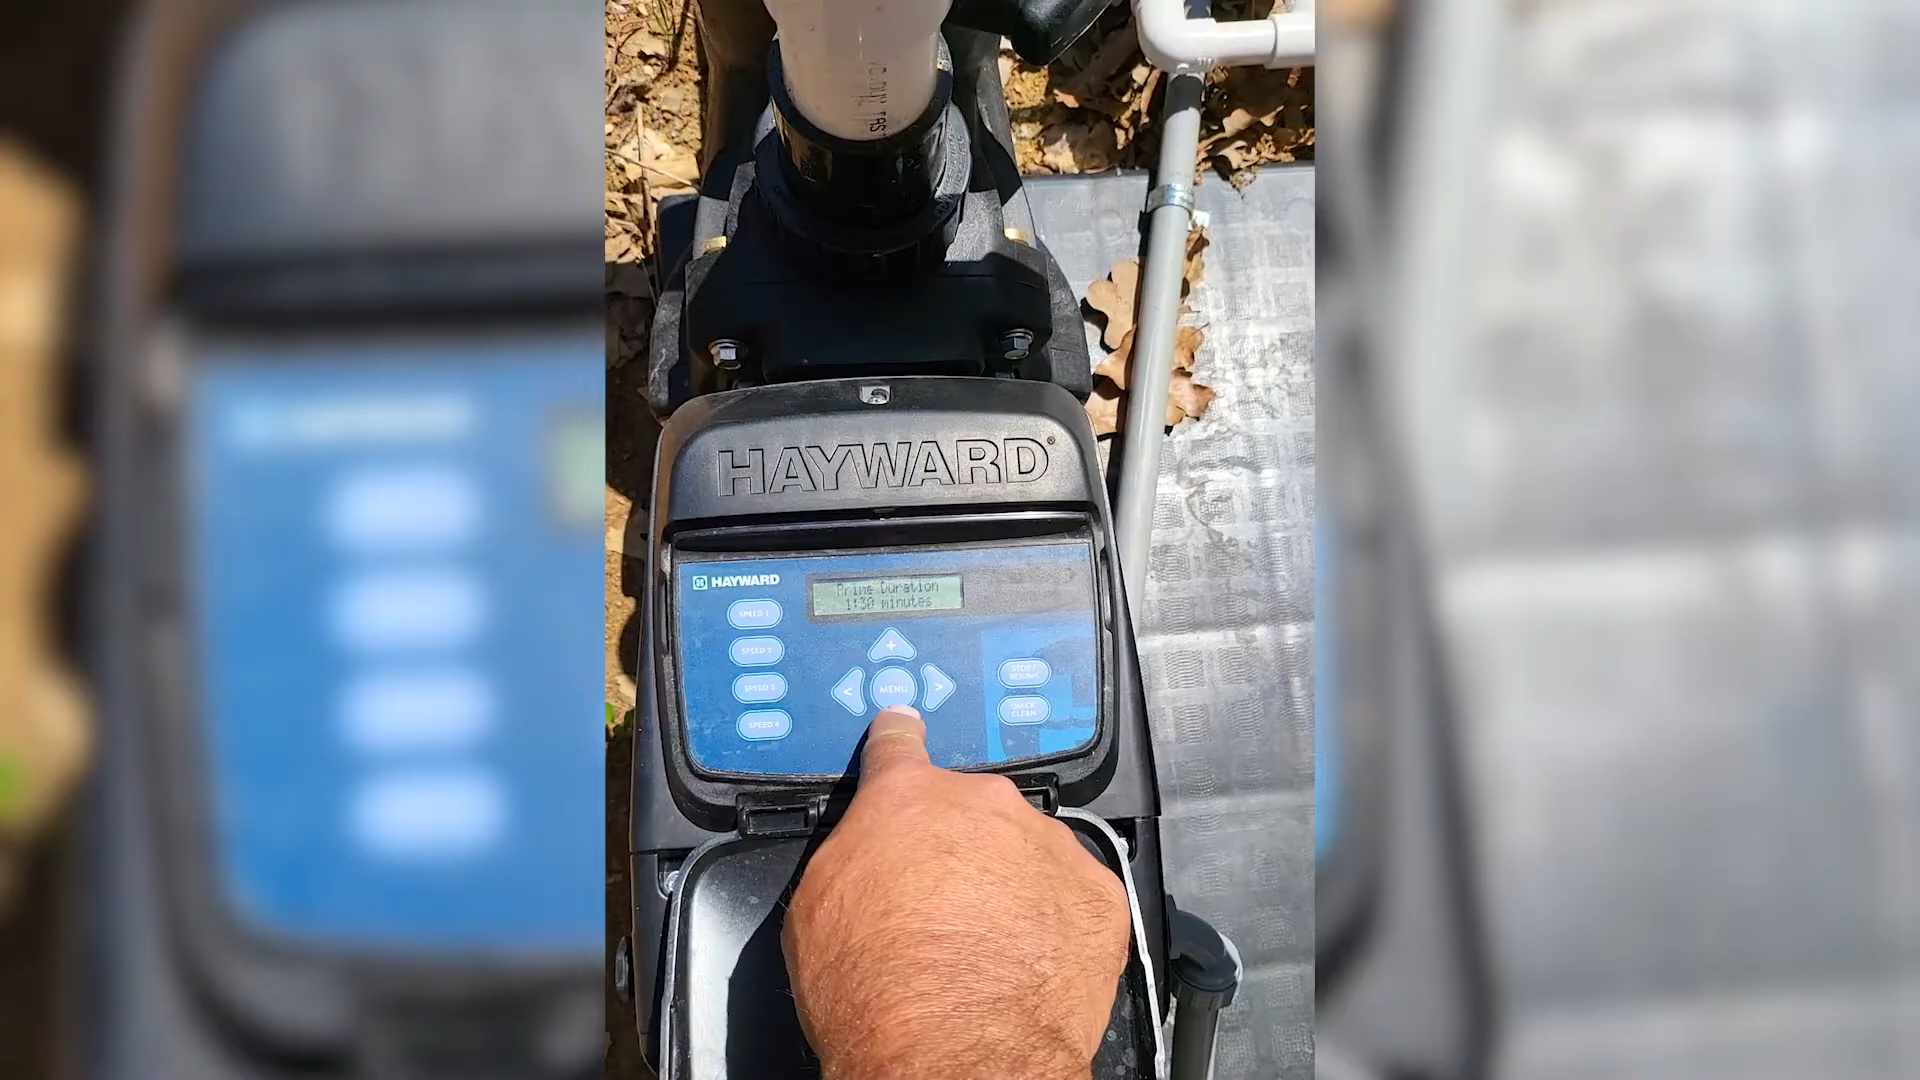 HAYWARD®
HAYWARD
Prime Duration
1:30 minutes
SPEED 1
SPEED 2
SPEED 3
SPEED 4
+
<
MENU
>
STOP/
RESUME
QUICK
CLEAN